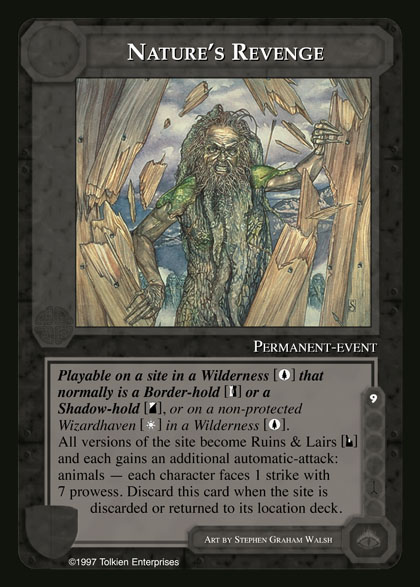 NATURE'S REVENGE
PERMANENT-EVENT
Playable on a site in a Wilderness [] that
normally is a Border-hold [] or a
Shadow-hold [], or on a non-protected
Wizardhaven [] in a Wilderness [].
All versions of the site become Ruins & Lairs []
and each gains an additional automatic-attack:
animals — each character faces 1 strike with
7 prowess. Discard this card when the site is
discarded or returned to its location deck.
9
ART BY STEPHEN GRAHAM WALSH
©1997 Tolkien Enterprises